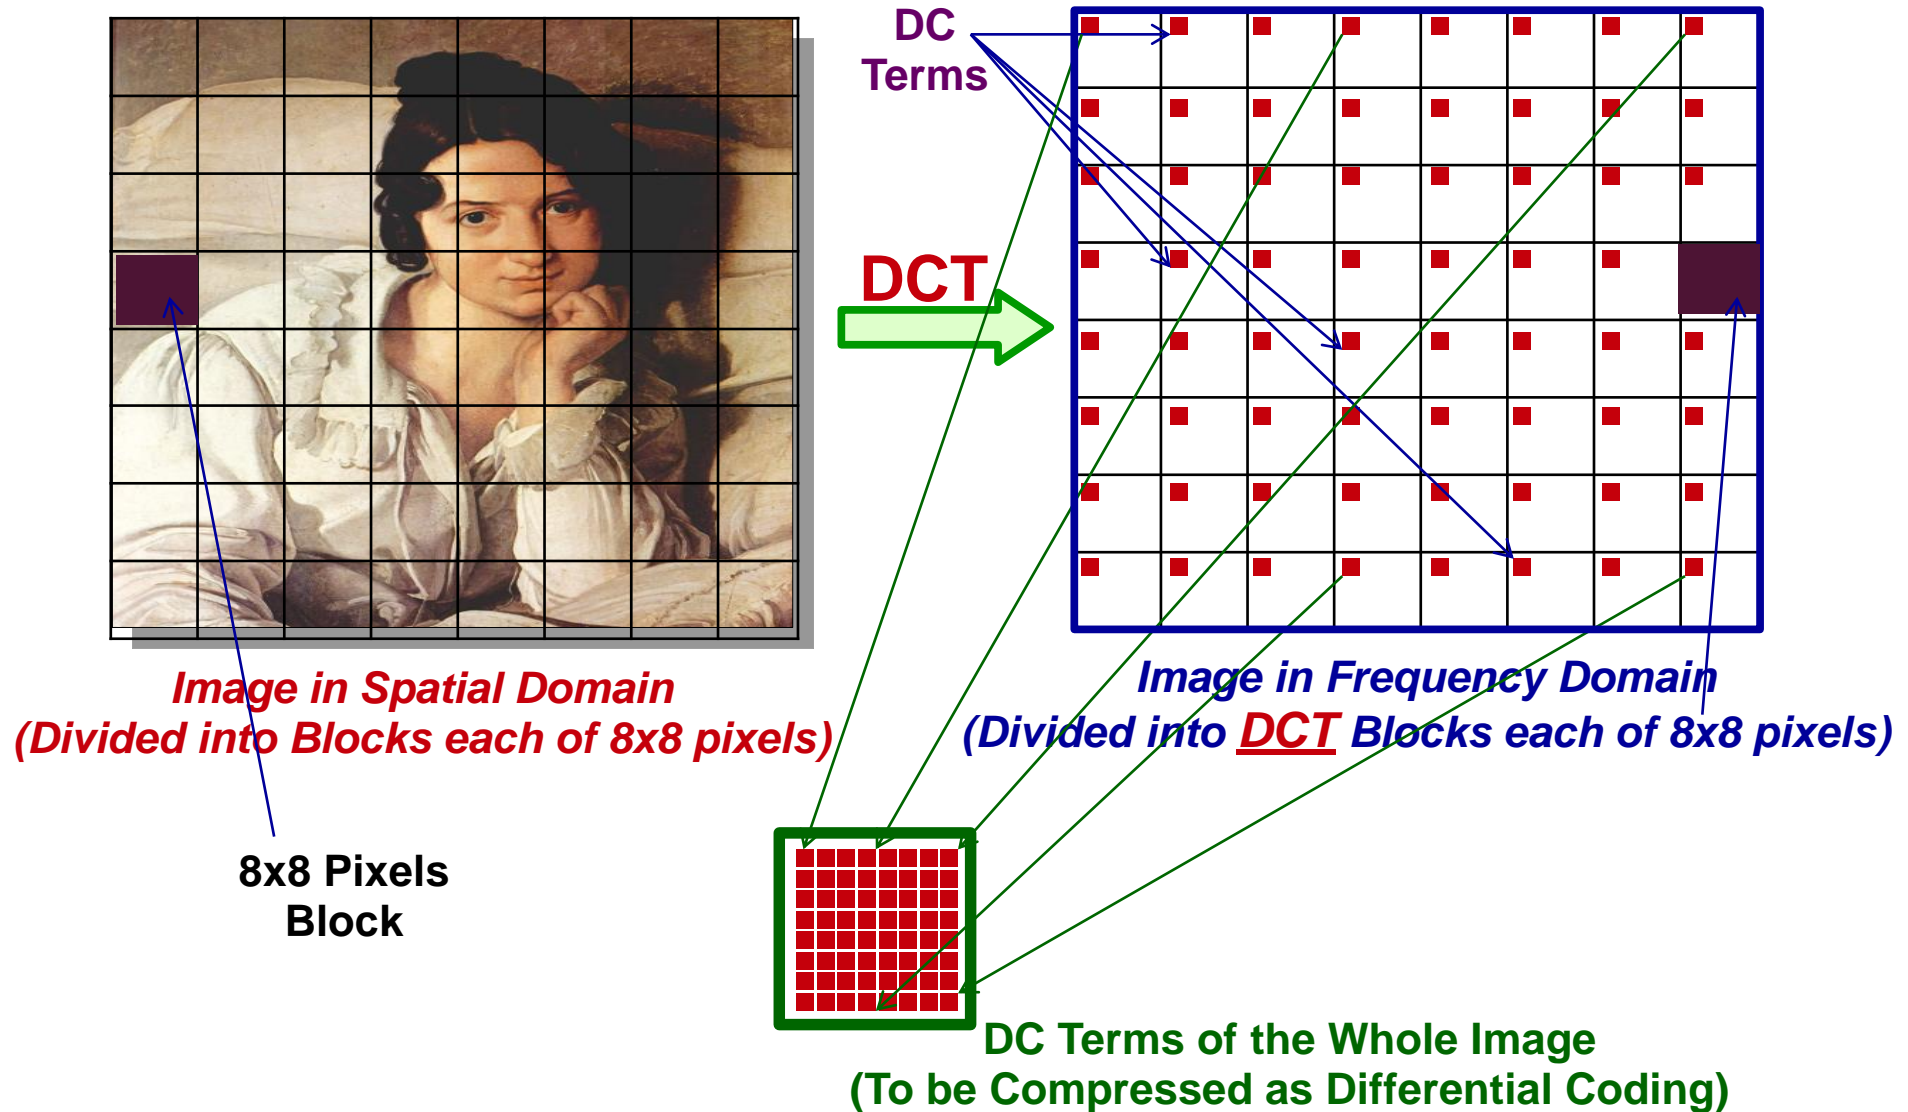 DC
Terms
DCT
Image in Spatial Domain
(Divided into Blocks each of 8x8 pixels)
Image in Frequency Domain
(Divided into DCT Blocks each of 8x8 pixels)
8x8 Pixels
Block
DC Terms of the Whole Image
(To be Compressed as Differential Coding)